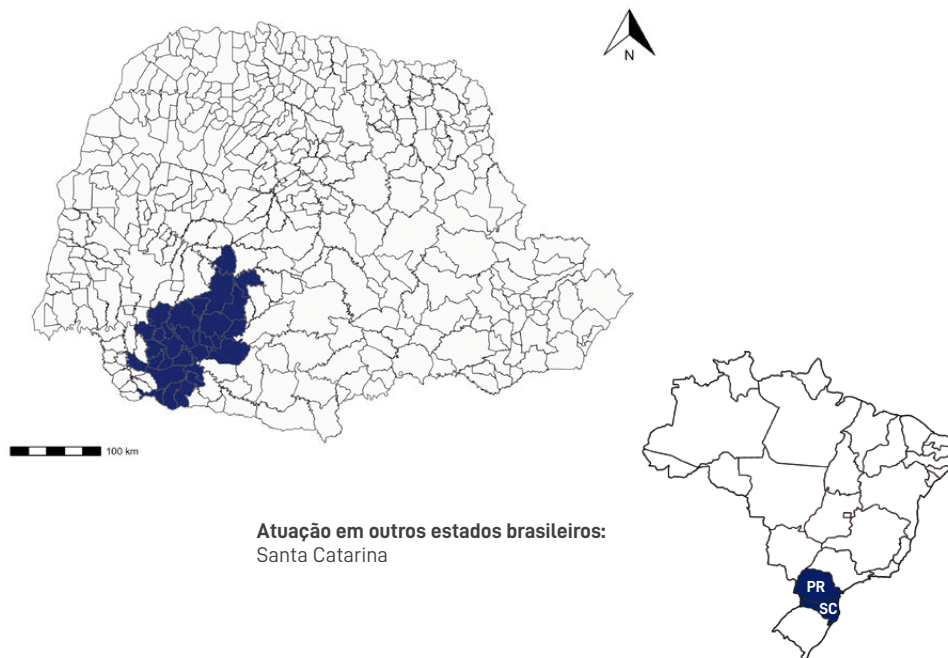 N
100 km
Atuação em outros estados brasileiros:
Santa Catarina
PR
SC